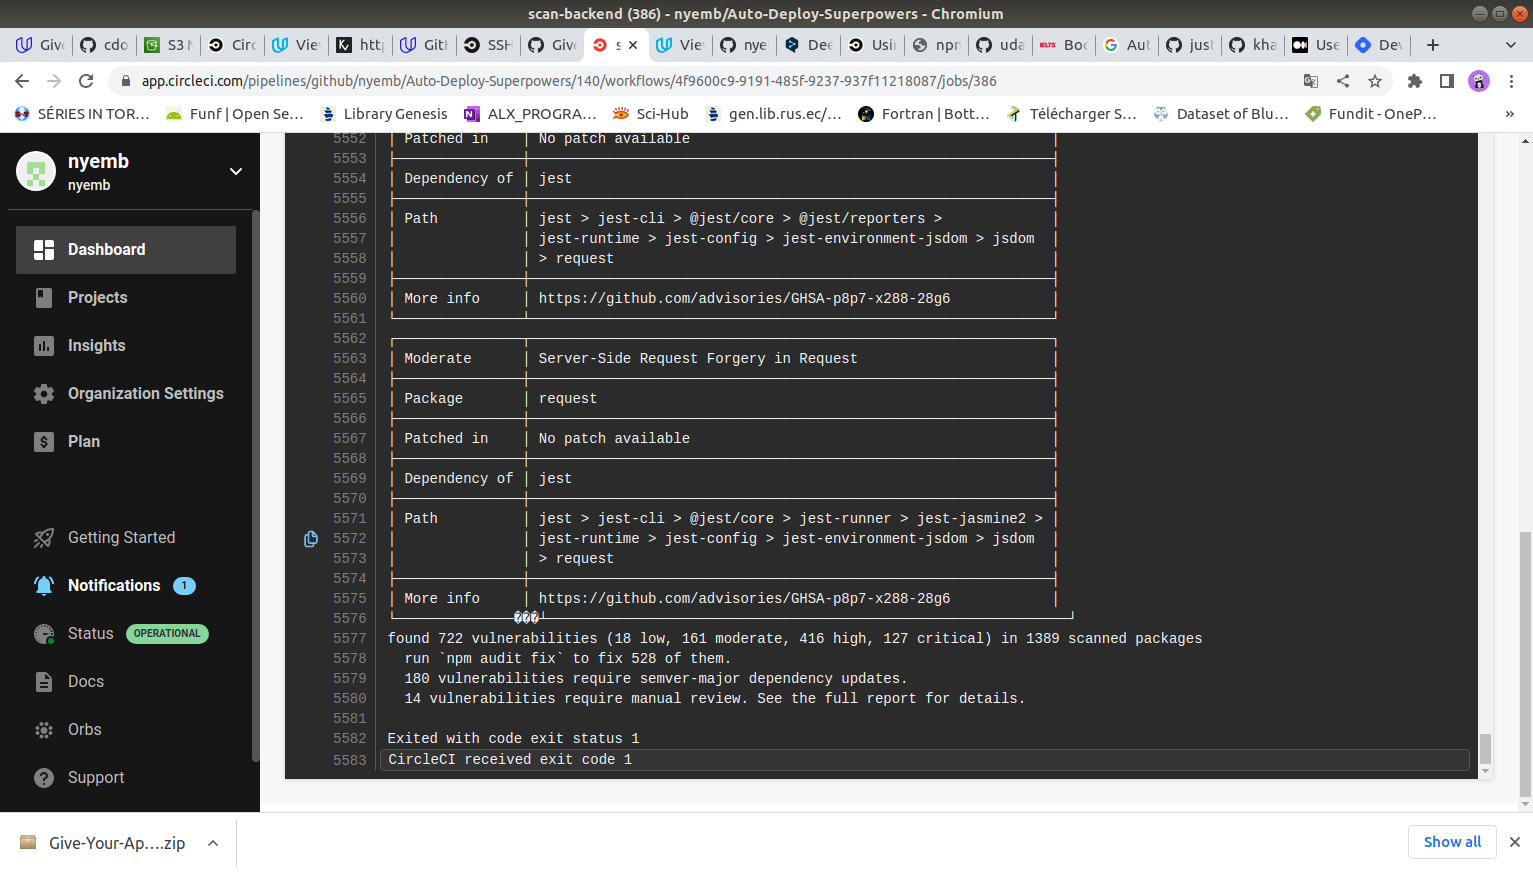 scan-backend (386) - nyemb/Auto-Deploy-Superpowers - Chromium
Give cdo S3 M Circ Viev http Gith SSH Give s Viev nye Dee Usin npn uda Boc Aut just kha Use Dev
app.circleci.com/pipelines/github/nyemb/Auto-Deploy-Superpowers/140/workflows/4f9600c9-9191-485f-9237-937f11218087/jobs/386
SÉRIES IN TOR… Funf | Open Se… Library Genesis ALX_PROGRA… Sci-Hub gen.lib.rus.ec/… Fortran | Bott… Télécharger S… Dataset of Blu… Fundit - OneP… »
nyemb
nyemb
Dashboard
Projects
Insights
Organization Settings
Plan
Getting Started
Notifications 1
Status OPERATIONAL
Docs
Orbs
Support
5552 Patched in No patch available
5553
5554 Dependency of jest
5555
5556 Path jest > jest-cli > @jest/core > @jest/reporters >
5557 jest-runtime > jest-config > jest-environment-jsdom > jsdom
5558 > request
5559
5560 More info https://github.com/advisories/GHSA-p8p7-x288-28g6
5561
5562
5563 Moderate Server-Side Request Forgery in Request
5564
5565 Package request
5566
5567 Patched in No patch available
5568
5569 Dependency of jest
5570
5571 Path jest > jest-cli > @jest/core > jest-runner > jest-jasmine2 >
5572 jest-runtime > jest-config > jest-environment-jsdom > jsdom
5573 > request
5574
5575 More info https://github.com/advisories/GHSA-p8p7-x288-28g6
5576 ���
5577 found 722 vulnerabilities (18 low, 161 moderate, 416 high, 127 critical) in 1389 scanned packages
5578 run `npm audit fix` to fix 528 of them.
5579 180 vulnerabilities require semver-major dependency updates.
5580 14 vulnerabilities require manual review. See the full report for details.
5581
5582 Exited with code exit status 1
5583 CircleCI received exit code 1
Give-Your-Ap….zip
Show all